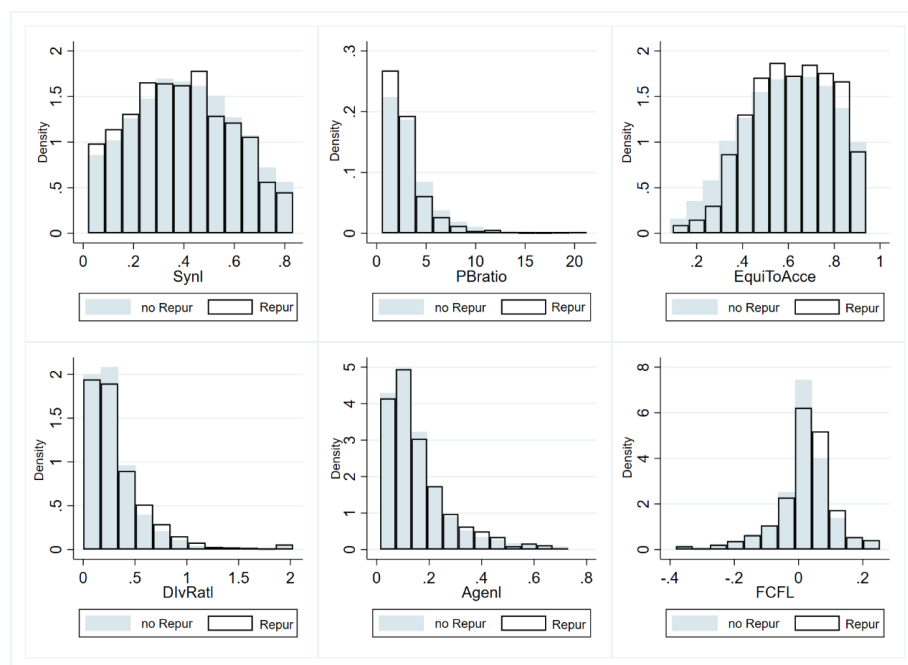 Density
2
1.5
1
.5
0
0 .2 .4 .6 .8
SynI
no Repur Repur
Density
.3
.2
.1
0
0 5 10 15 20
PBratio
no Repur Repur
Density
2
1.5
1
.5
0
.2 .4 .6 .8 1
EquiToAcce
no Repur Repur
Density
2
1.5
1
.5
0
0 .5 1 1.5 2
DIvRatI
no Repur Repur
Density
5
4
3
2
1
0
0 .2 .4 .6 .8
AgenI
no Repur Repur
Density
8
6
4
2
0
-.4 -.2 0 .2
FCFL
no Repur Repur